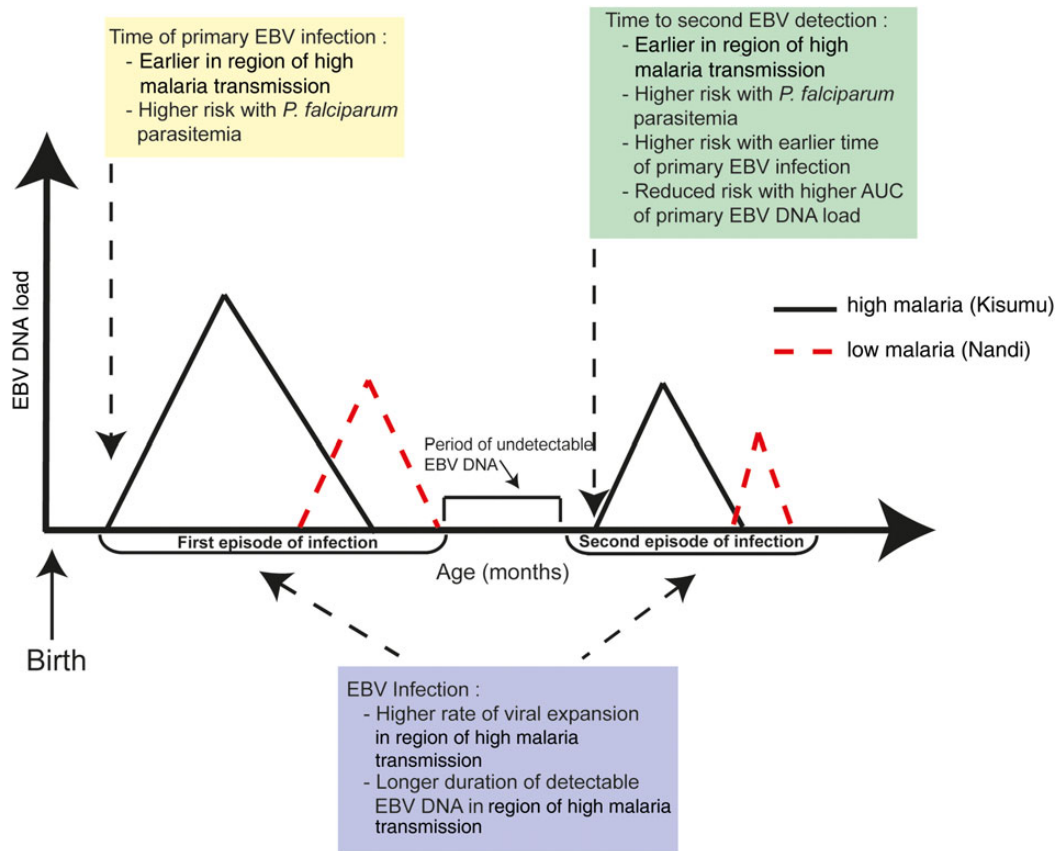 Time of primary EBV infection :
- Earlier in region of high
malaria transmission
- Higher risk with P. falciparum
parasitemia
Time to second EBV detection :
- Earlier in region of high
malaria transmission
- Higher risk with P. falciparum
parasitemia
- Higher risk with earlier time
of primary EBV infection
- Reduced risk with higher AUC
of primary EBV DNA load
EBV DNA load
high malaria (Kisumu)
low malaria (Nandi)
Period of undetectable
EBV DNA
First episode of infection
Second episode of infection
Age (months)
Birth
EBV Infection :
- Higher rate of viral expansion
in region of high malaria
transmission
- Longer duration of detectable
EBV DNA in region of high malaria
transmission